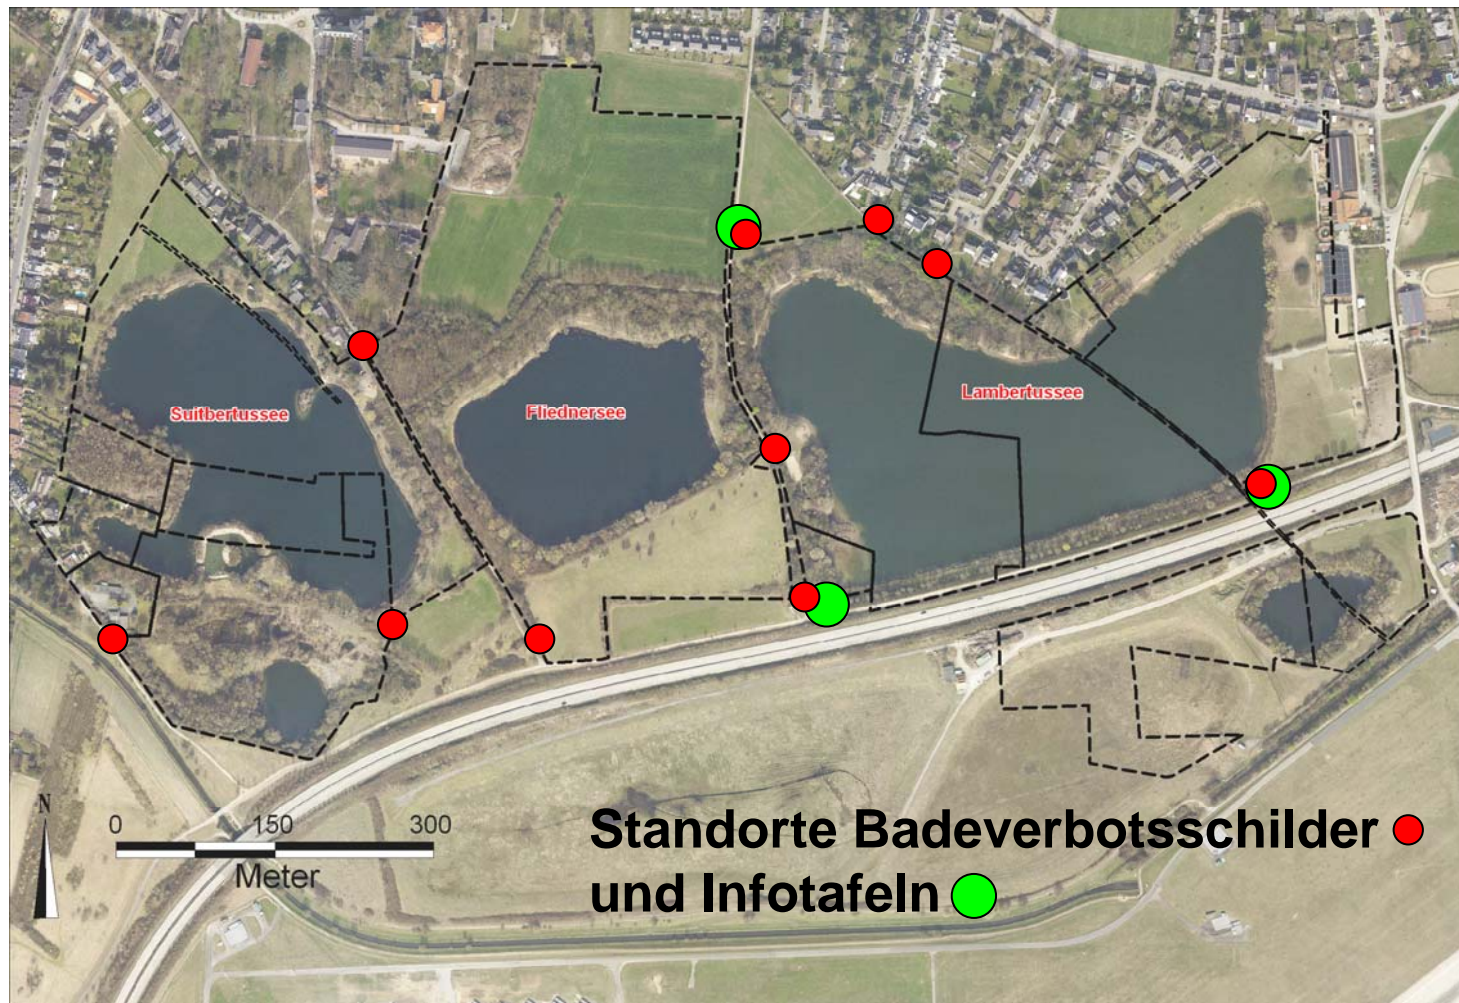 Suitbertussee
Fliednersee
Lambertussee
N
0 150 300
Meter
Standorte Badeverbotsschilder
und Infotafeln